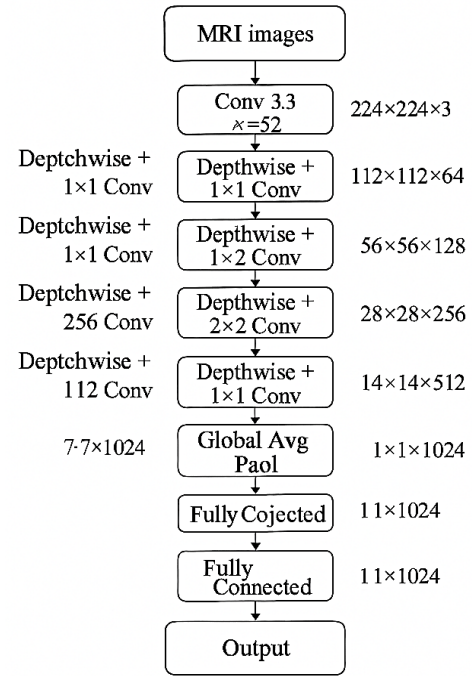 MRI images
Conv 3.3
×=52
224×224×3
Deptchwise +
1×1 Conv
Depthwise +
1×1 Conv
112×112×64
Deptchwise +
1×1 Conv
Depthwise +
1×2 Conv
56×56×128
Deptchwise +
256 Conv
Depthwise +
2×2 Conv
28×28×256
Deptchwise +
112 Conv
Depthwise +
1×1 Conv
14×14×512
7·7×1024
Global Avg
Paol
1×1×1024
Fully Cojected
11×1024
Fully
Connected
11×1024
Output